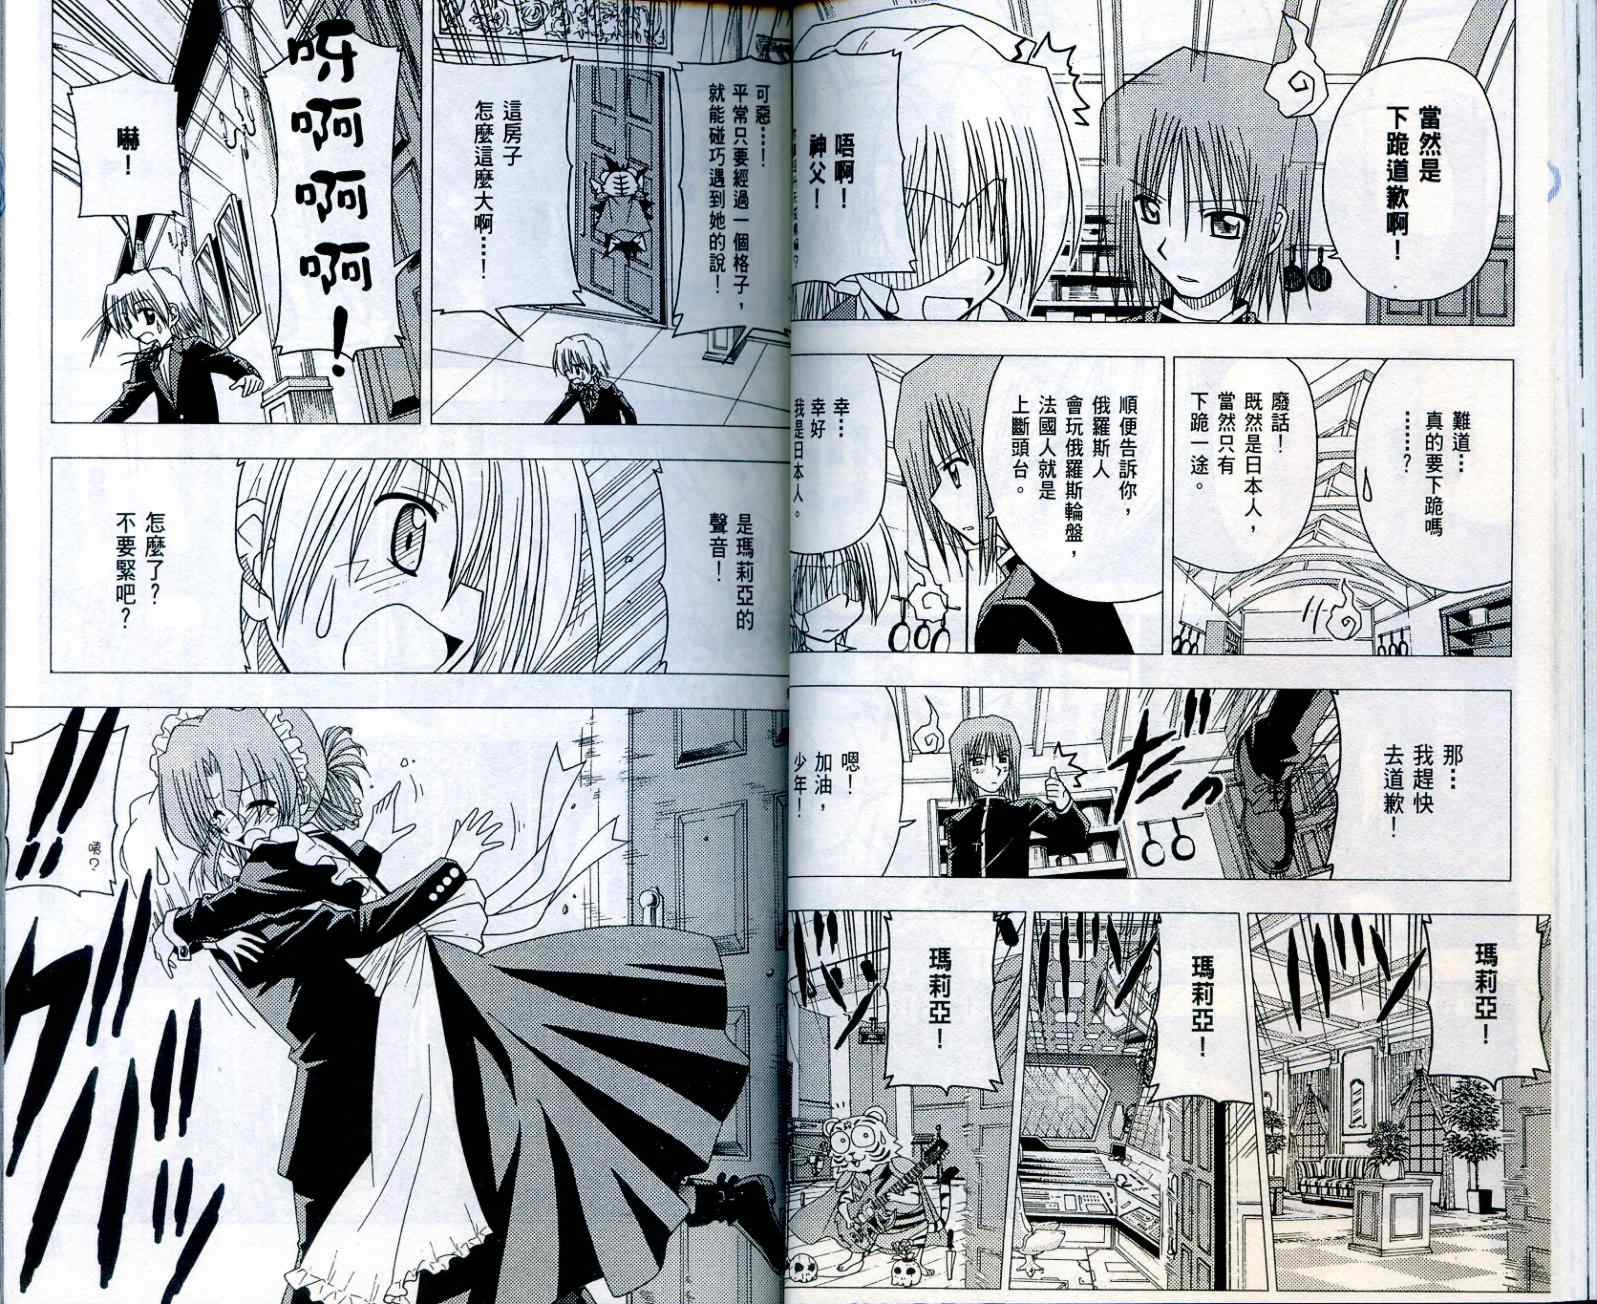 當然是
下跪道歉啊！
唔啊！
神父！
難道…
真的要下跪嗎
……？
廢話！
既然是日本人，
當然只有
下跪一途。
順便告訴你，
俄羅斯人
會玩俄羅斯輪盤，
法國人就是
上斷頭台。
幸…
幸好
我是日本人。
那…
我趕快
去道歉！
嗯！
加油，
少年！
瑪莉亞！
瑪莉亞！
瑪莉亞！
可惡…！
平常只要經過一個格子，
就能碰巧遇到她的說！
這房子
怎麼這麼大啊…！
呀啊啊啊啊！
嚇！
是瑪莉亞的
聲音！
怎麼了？
不要緊吧？
!!
咦？